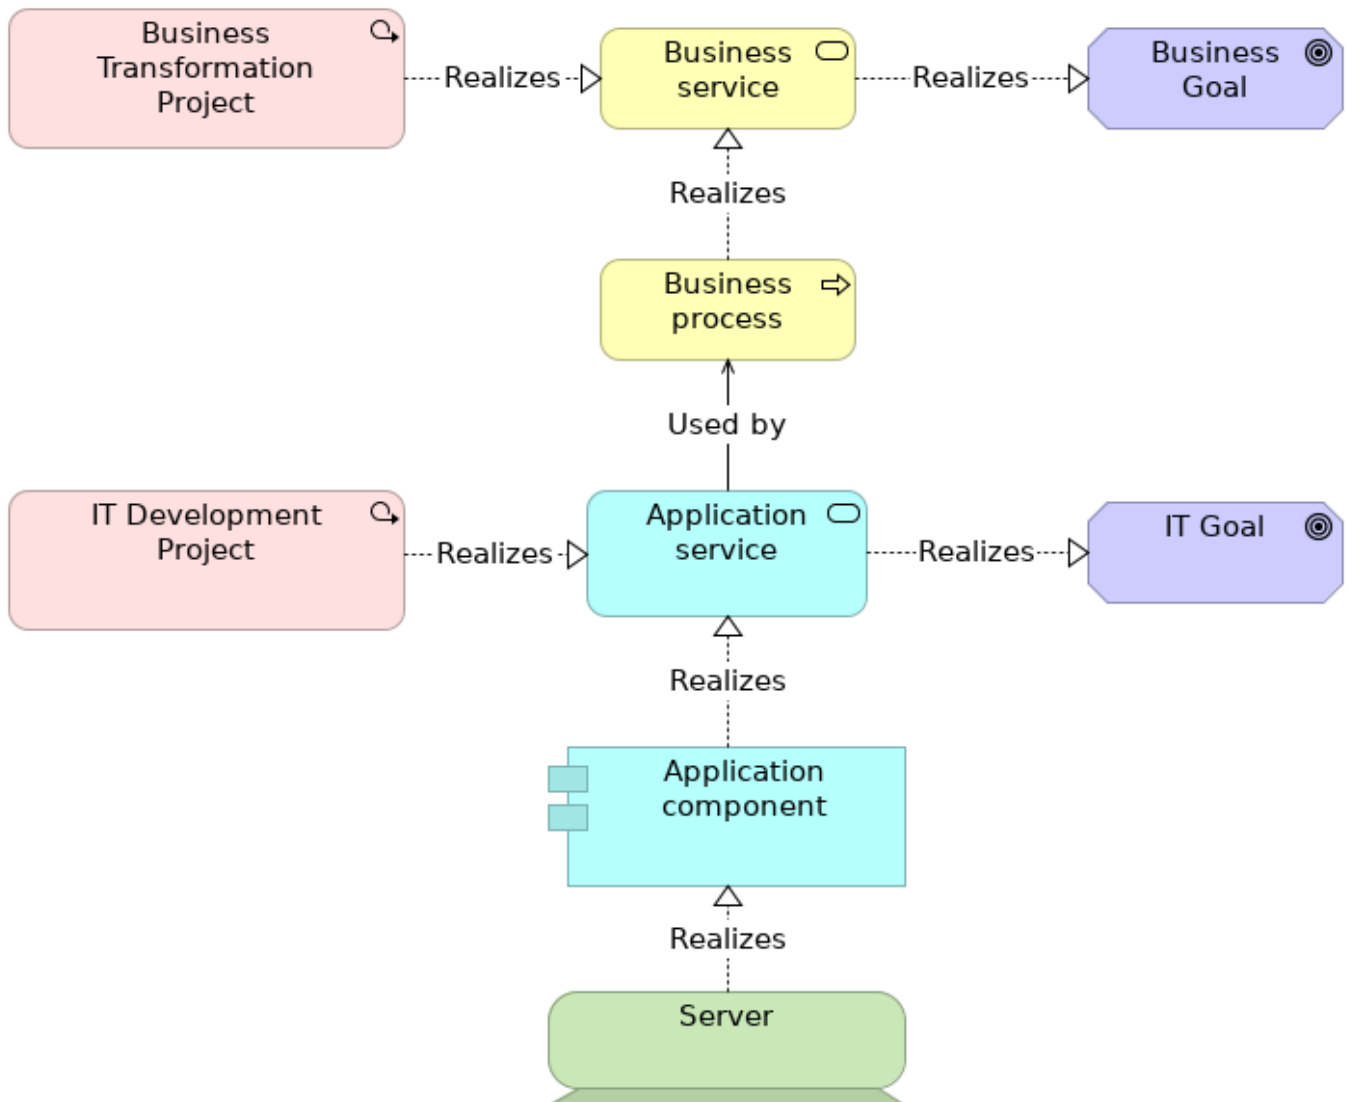 Business
Transformation
Project
Realizes
Business
service
Realizes
Business
Goal
Realizes
Business
process
Used by
IT Development
Project
Realizes
Application
service
Realizes
IT Goal
Realizes
Application
component
Realizes
Server